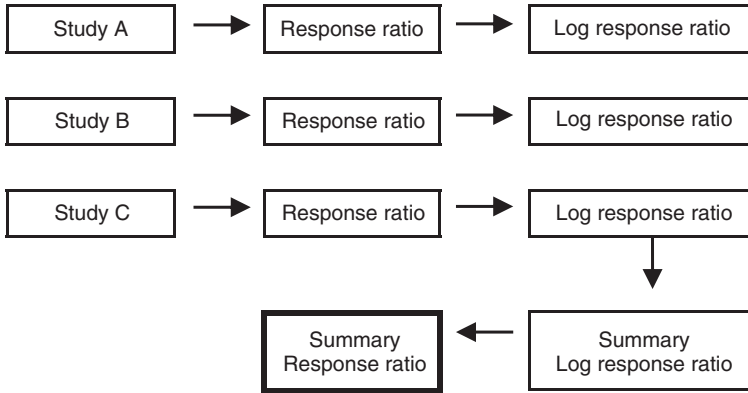 Study A
Response ratio
Log response ratio
Study B
Response ratio
Log response ratio
Study C
Response ratio
Log response ratio
Summary
Response ratio
Summary
Log response ratio